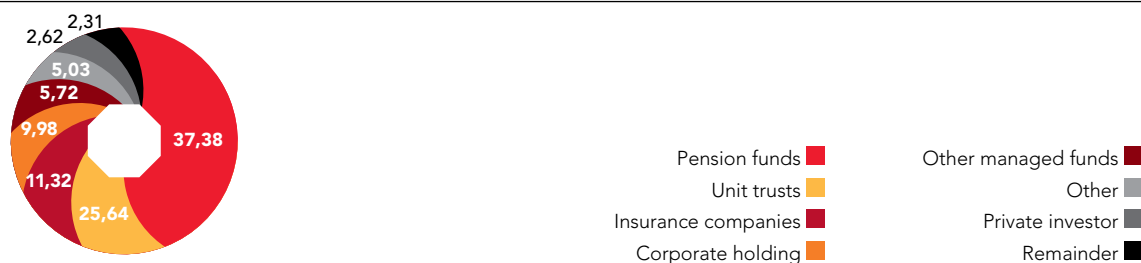 2,31
2,62
5,03
5,72
9,98
37,38
11,32
25,64
Pension funds
Unit trusts
Insurance companies
Corporate holding
Other managed funds
Other
Private investor
Remainder